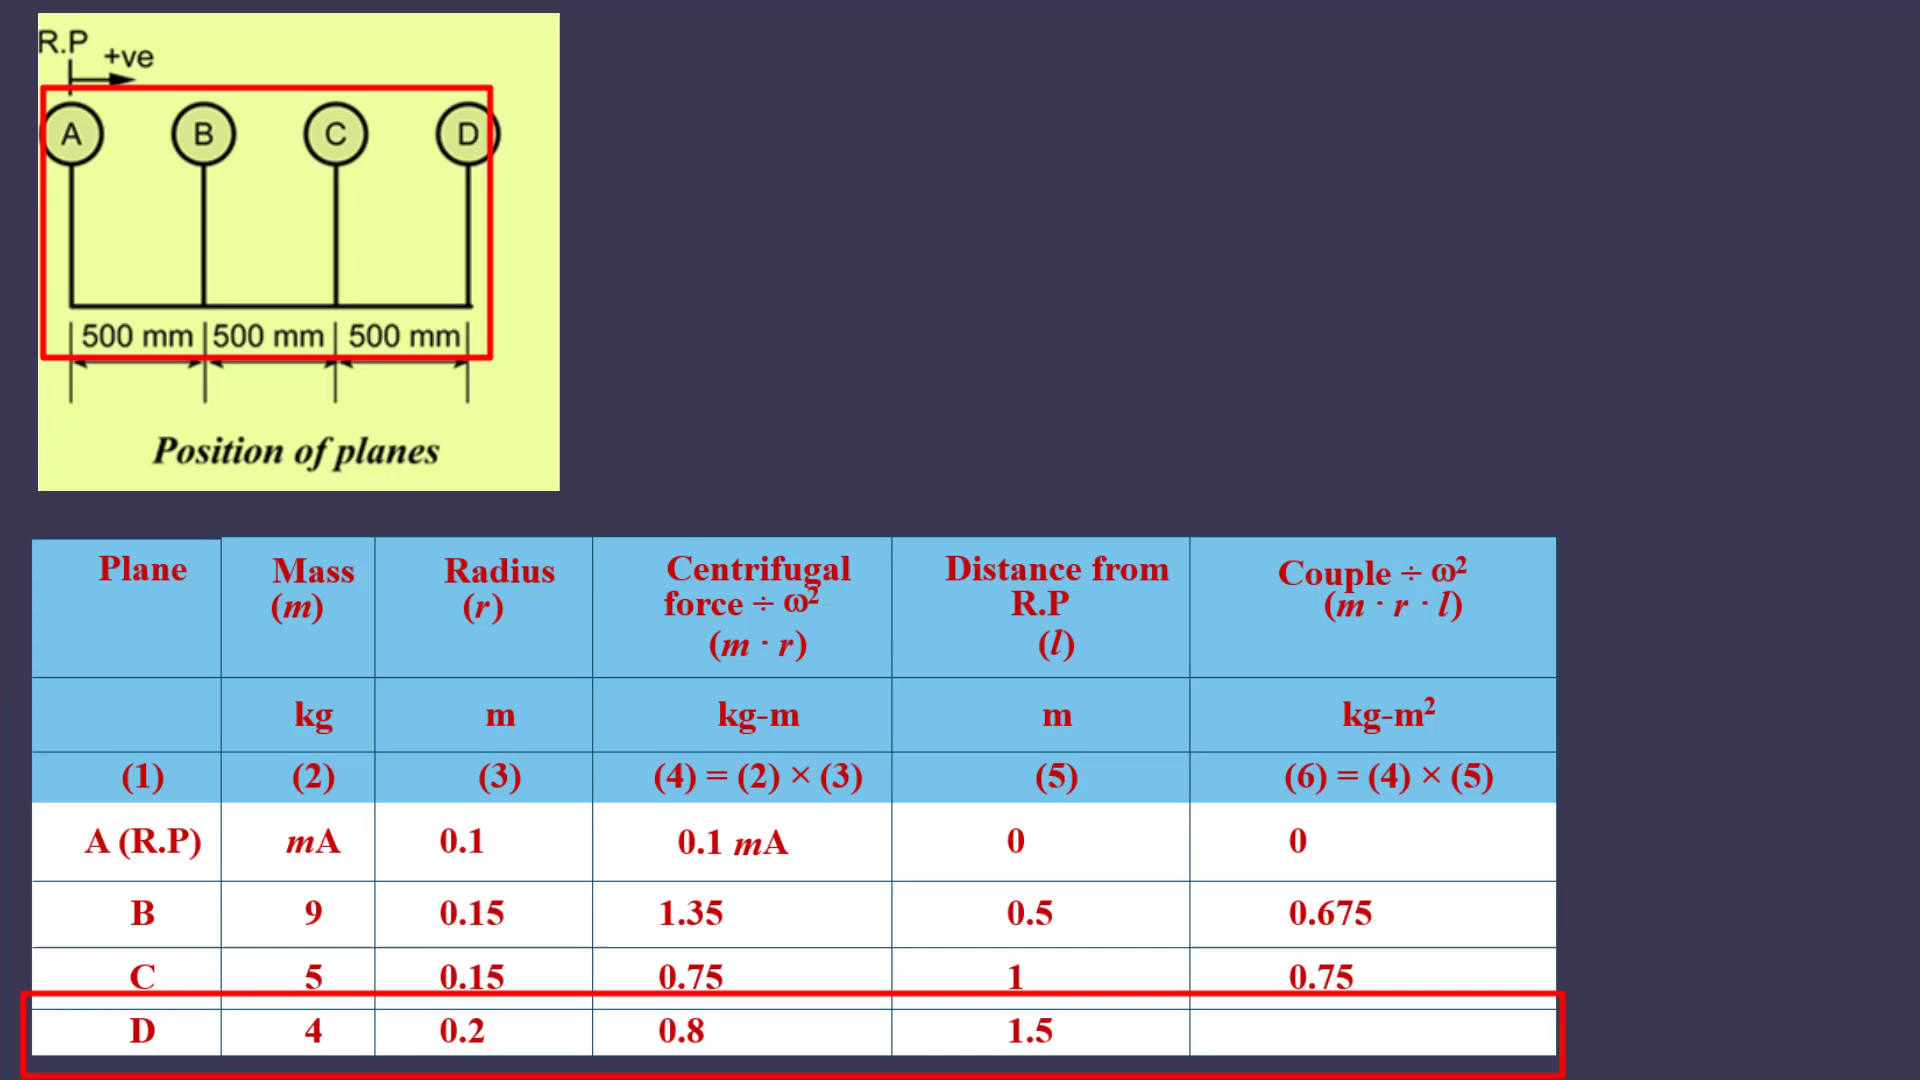 R.P
+ve
A B C D
500 mm 500 mm 500 mm
Position of planes
Plane Mass Radius Centrifugal Distance from Couple ÷ ω²
(m) (r) force ÷ ω² R.P (m · r · l)
(m · r) (l)
kg m kg-m m kg-m²
(1) (2) (3) (4) = (2) × (3) (5) (6) = (4) × (5)
A (R.P) mA 0.1 0.1 mA 0 0
B 9 0.15 1.35 0.5 0.675
C 5 0.15 0.75 1 0.75
D 4 0.2 0.8 1.5